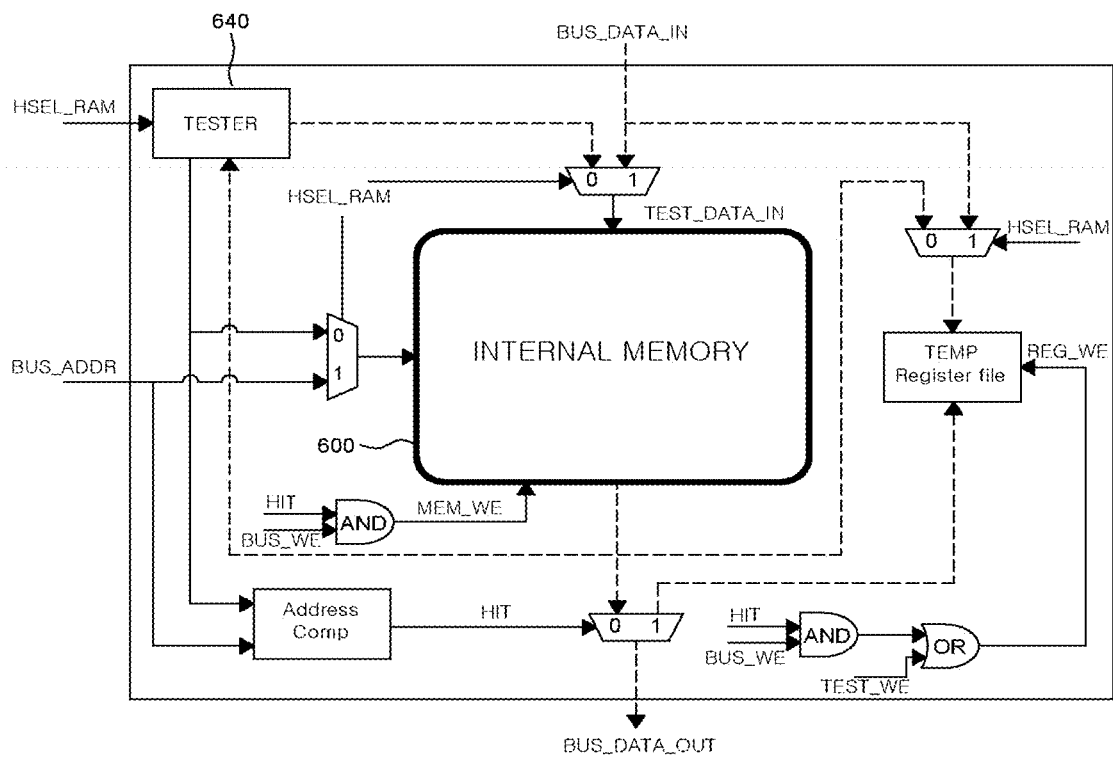 640
BUS_DATA_IN
HSEL_RAM
TESTER
0 1
HSEL_RAM
TEST_DATA_IN
0 1
HSEL_RAM
0
INTERNAL MEMORY
TEMP
Register file
REG_WE
BUS_ADDR
1
600
HIT
AND
MEM_WE
BUS_WE
Address
Comp
HIT
0 1
HIT
AND
BUS_WE
OR
TEST_WE
BUS_DATA_OUT